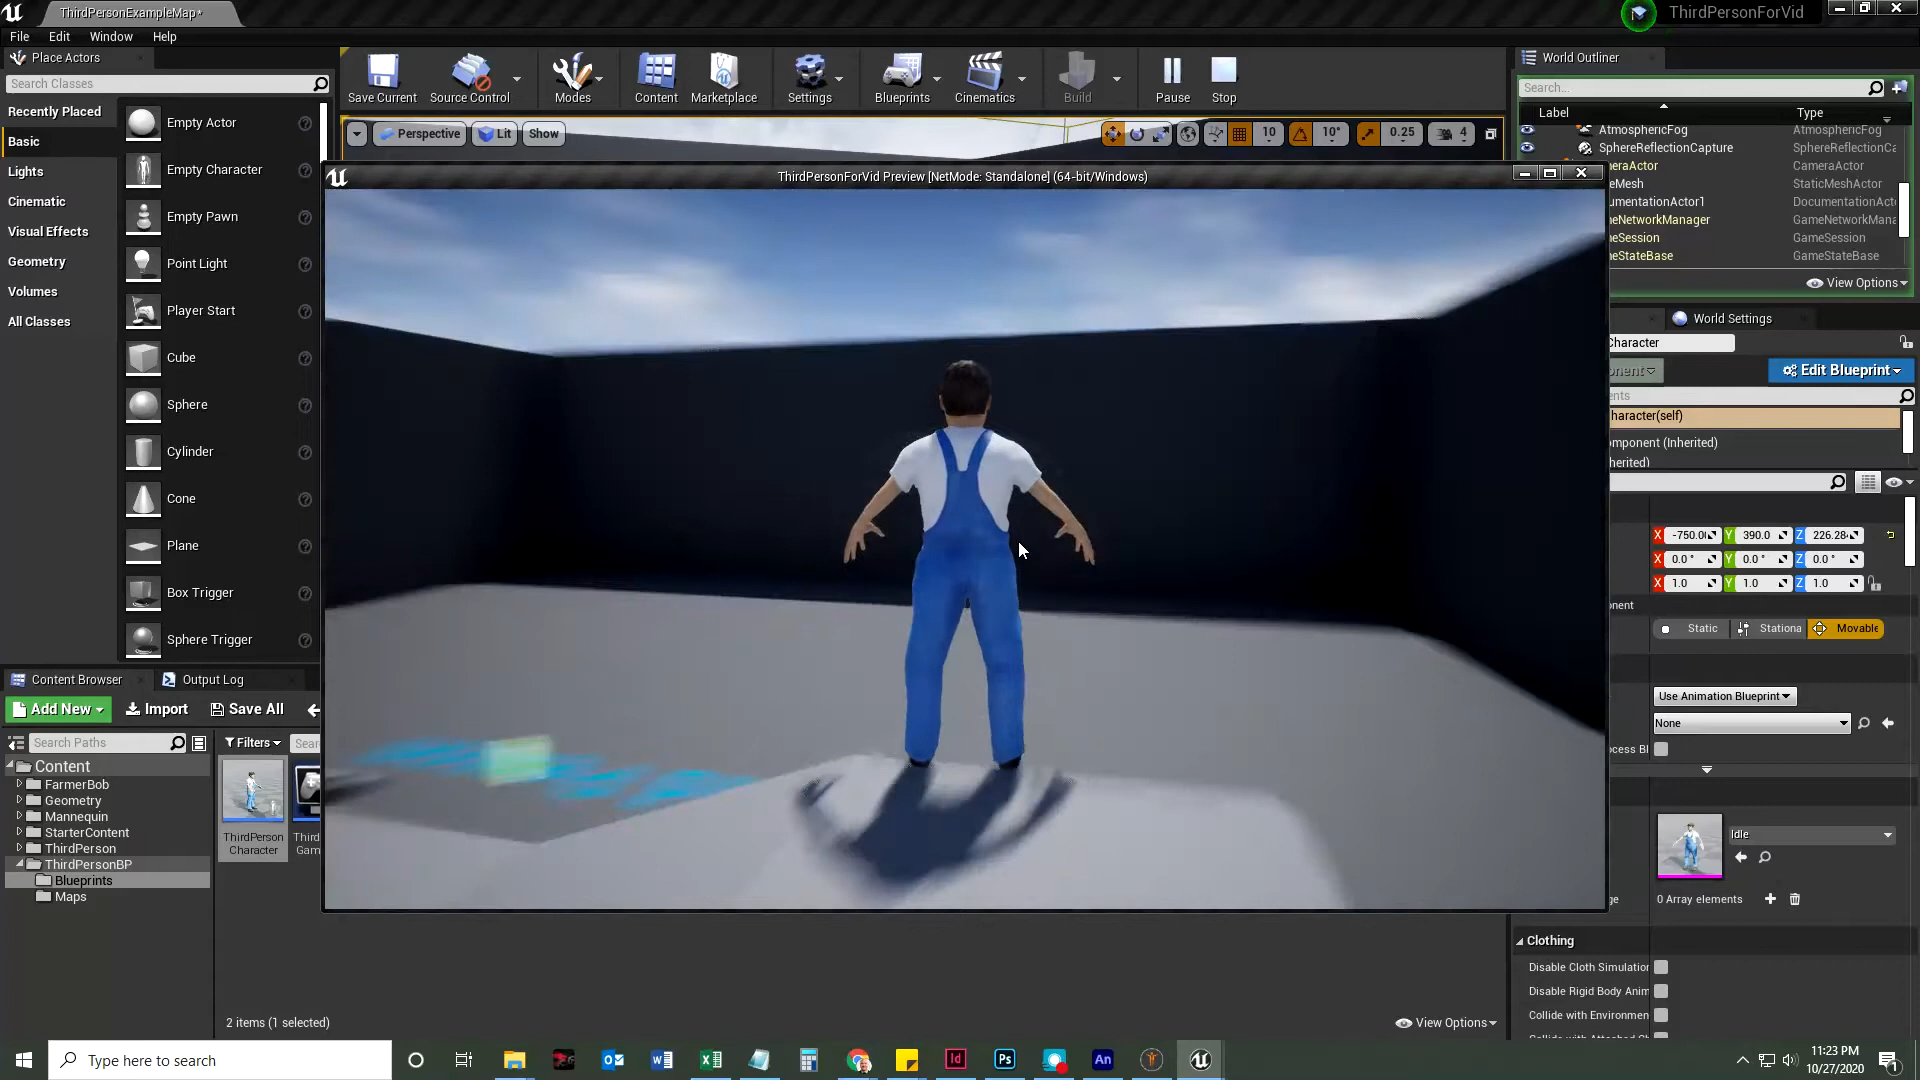 ThirdPersonExampleMap*
ThirdPersonForVid
File Edit Window Help
Place Actors
Search Classes
Recently Placed
Basic
Lights
Cinematic
Visual Effects
Geometry
Volumes
All Classes
Empty Actor
Empty Character
Empty Pawn
Point Light
Player Start
Cube
Sphere
Cylinder
Cone
Plane
Box Trigger
Sphere Trigger
Save Current
Source Control
Modes
Content
Marketplace
Settings
Blueprints
Cinematics
Build
Pause
Stop
Perspective
Lit
Show
10
10°
0.25
4
ThirdPersonForVid Preview [NetMode: Standalone] (64-bit/Windows)
World Outliner
Search...
Label Type
AtmosphericFog AtmosphericFog
SphereReflectionCapture SphereReflectionCa
neraActor CameraActor
eMesh StaticMeshActor
umentationActor1 DocumentationActo
neNetworkManager GameNetworkMana
neSession GameSession
neStateBase GameStateBase
View Options
World Settings
Character
onent
Edit Blueprint
ents
haracter(self)
omponent (Inherited)
herited)
X -750.0 Y 390.0 Z 226.28
0.0 ° 0.0 ° 0.0 °
X 1.0 Y 1.0 Z 1.0
onent
Static Stationa Movable
Use Animation Blueprint
None
ocess Bl
Idle
ge 0 Array elements
Clothing
Disable Cloth Simulation
Disable Rigid Body Anim
Collide with Environmen
Content Browser
Output Log
Add New
Import
Save All
Search Paths
Filters
Sear
Content
FarmerBob
Geometry
Mannequin
StarterContent
ThirdPerson
ThirdPersonBP
Blueprints
Maps
ThirdPerson
Character
Third
Gam
2 items (1 selected)
View Options
Type here to search
11:23 PM
10/27/2020